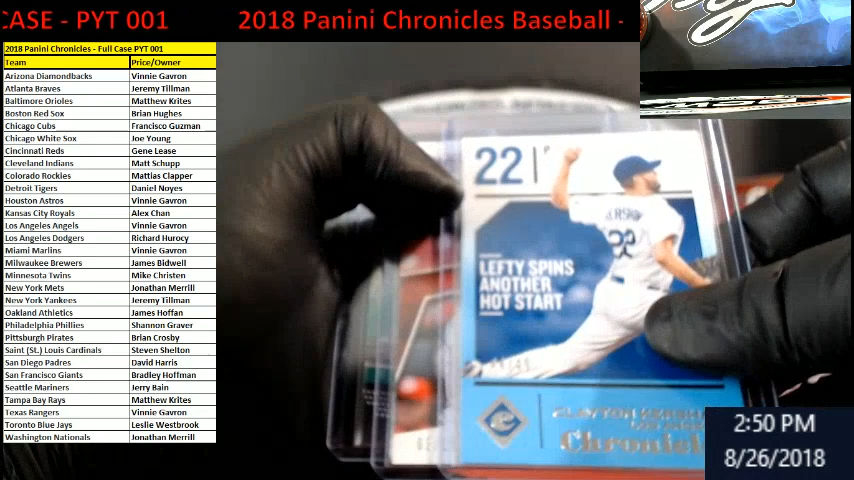 CASE - PYT 001 2018 Panini Chronicles Baseball -
2018 Panini Chronicles - Full Case PYT 001
Team Price/Owner
Arizona Diamondbacks Vinnie Gavron
Atlanta Braves Jeremy Tillman
Baltimore Orioles Matthew Krites
Boston Red Sox Brian Hughes
Chicago Cubs Francisco Guzman
Chicago White Sox Joe Young
Cincinnati Reds Gene Lease
Cleveland Indians Matt Schupp
Colorado Rockies Mattias Clapper
Detroit Tigers Daniel Noyes
Houston Astros Vinnie Gavron
Kansas City Royals Alex Chan
Los Angeles Angels Vinnie Gavron
Los Angeles Dodgers Richard Hurocy
Miami Marlins Vinnie Gavron
Milwaukee Brewers James Bidwell
Minnesota Twins Mike Christen
New York Mets Jonathan Merrill
New York Yankees Jeremy Tillman
Oakland Athletics James Hoffan
Philadelphia Phillies Shannon Graver
Pittsburgh Pirates Brian Crosby
Saint (St.) Louis Cardinals Steven Shelton
San Diego Padres David Harris
San Francisco Giants Bradley Hoffman
Seattle Mariners Jerry Bain
Tampa Bay Rays Matthew Krites
Texas Rangers Vinnie Gavron
Toronto Blue Jays Leslie Westbrook
Washington Nationals Jonathan Merrill
22 P
LEFTY SPINS
ANOTHER
HOT START
CLAYTON KERSH
Chronicl
2:50 PM
8/26/2018